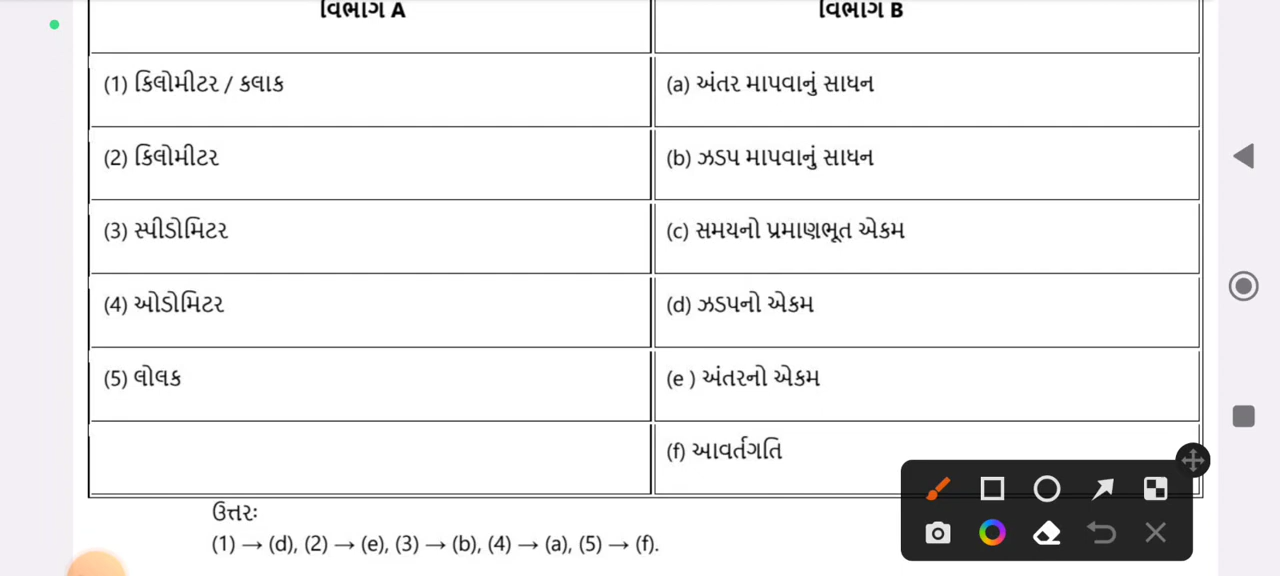 વિભાગ A
વિભાગ B
(1) કિલોમીટર / કલાક
(a) અંતર માપવાનું સાધન
(2) કિલોમીટર
(b) ઝડપ માપવાનું સાધન
(3) સ્પીડોમિટર
(c) સમયનો પ્રમાણભૂત એકમ
(4) ઓડોમિટર
(d) ઝડપનો એકમ
(5) લોલક
(e ) અંતરનો એકમ
(f) આવર્તગતિ
ઉત્તરઃ
(1) → (d), (2) → (e), (3) → (b), (4) → (a), (5) → (f).